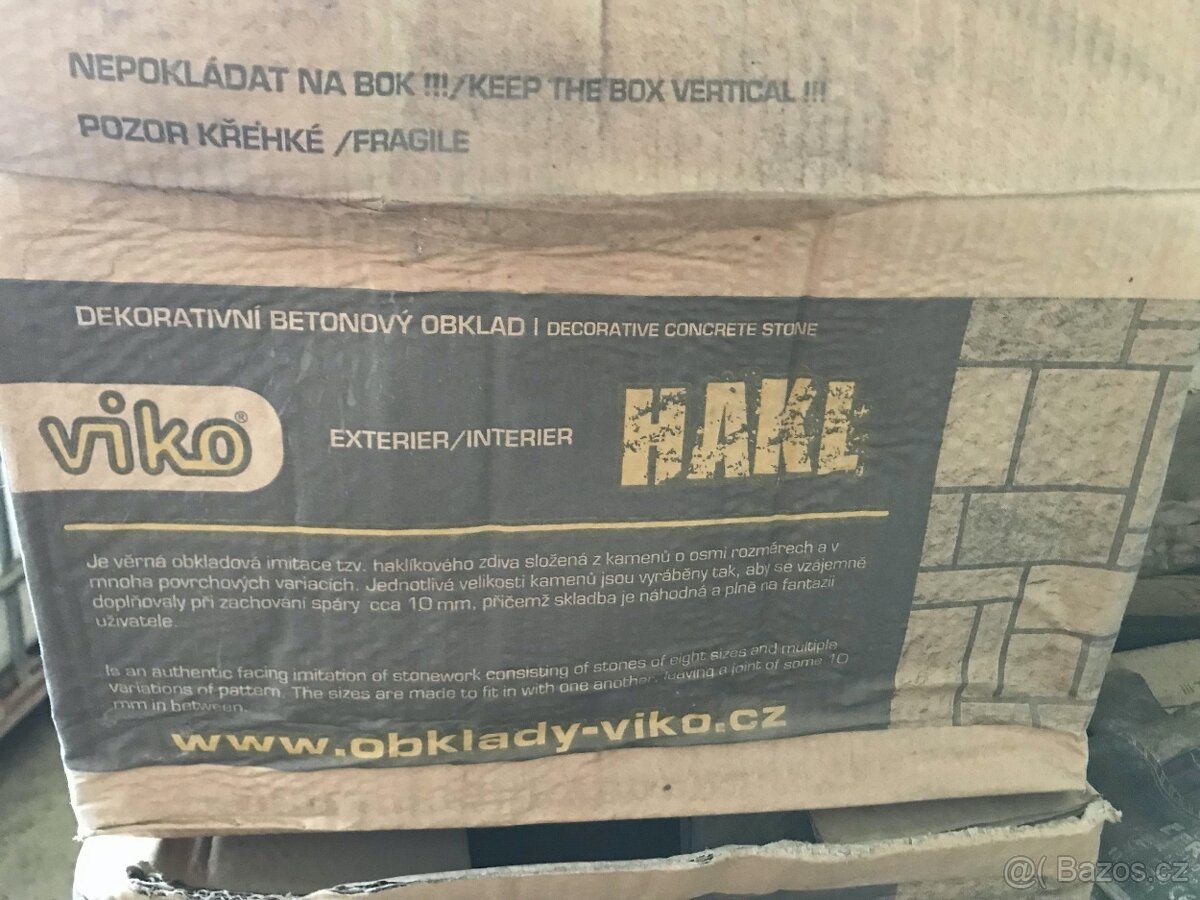 NEPOKLÁDAT NA BOK !!!/KEEP THE BOX VERTICAL !!!
POZOR KŘEHKÉ /FRAGILE
DEKORATIVNÍ BETONOVÝ OBKLAD | DECORATIVE CONCRETE STONE
viko®
EXTERIER/INTERIER
HAKL
Je věrná obkladová imitace tzv. haklíkového zdiva složená z kamenů o osmi rozměrech a v
mnoha povrchových variacích. Jednotlivé velikosti kamenů jsou vyráběny tak, aby se vzájemně
doplňovaly při zachování spáry cca 10 mm, přičemž skladba je náhodná a plně na fantazii
uživatele.
Is an authentic facing imitation of stonework consisting of stones of eight sizes and multiple
variations of pattern. The sizes are made to fit in with one another, leaving a joint of some 10
mm in between.
www.obklady-viko.cz
@( Bazos.cz